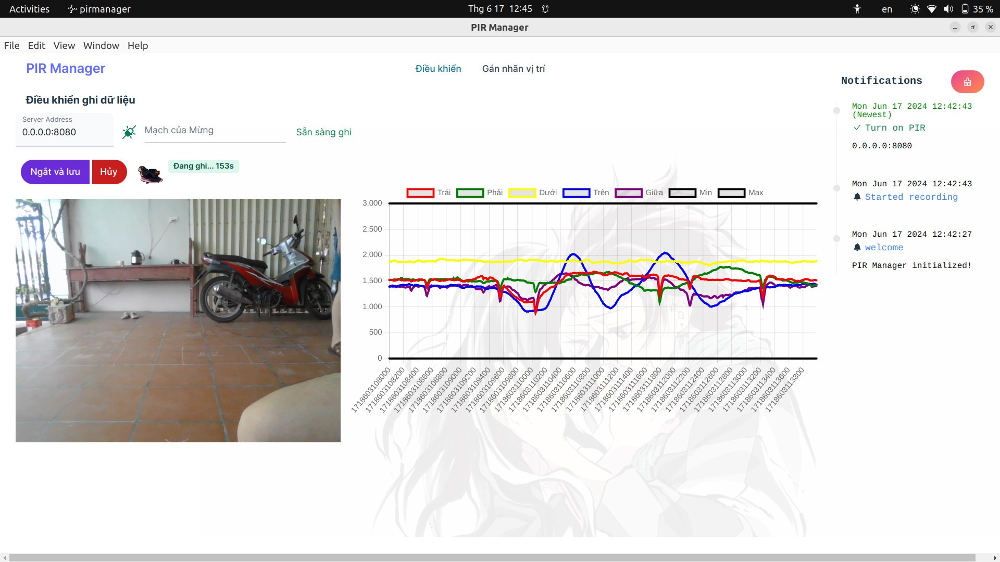 Activities pirmanager Thg 6 17 12:45 en 35 %
PIR Manager
File Edit View Window Help
PIR Manager Điều khiển Gán nhãn vị trí
Điều khiển ghi dữ liệu
Server Address
0.0.0.0:8080
Mạch của Mừng
Sẵn sàng ghi
Ngắt và lưu Hủy Đang ghi... 153s
Trái Phải Dưới Trên Giữa Min Max
3,000
2,500
2,000
1,500
1,000
500
0
1718603108000
1718603108200
1718603108400
1718603108600
1718603108800
1718603109000
1718603109200
1718603109400
1718603109600
1718603109800
1718603110000
1718603110200
1718603110400
1718603110600
1718603110800
1718603111000
1718603111200
1718603111400
1718603111600
1718603111800
1718603112000
1718603112200
1718603112400
1718603112600
1718603112800
1718603113000
1718603113200
1718603113400
1718603113600
1718603113800
Notifications
Mon Jun 17 2024 12:42:43
(Newest)
Turn on PIR
0.0.0.0:8080
Mon Jun 17 2024 12:42:43
Started recording
Mon Jun 17 2024 12:42:27
welcome
PIR Manager initialized!